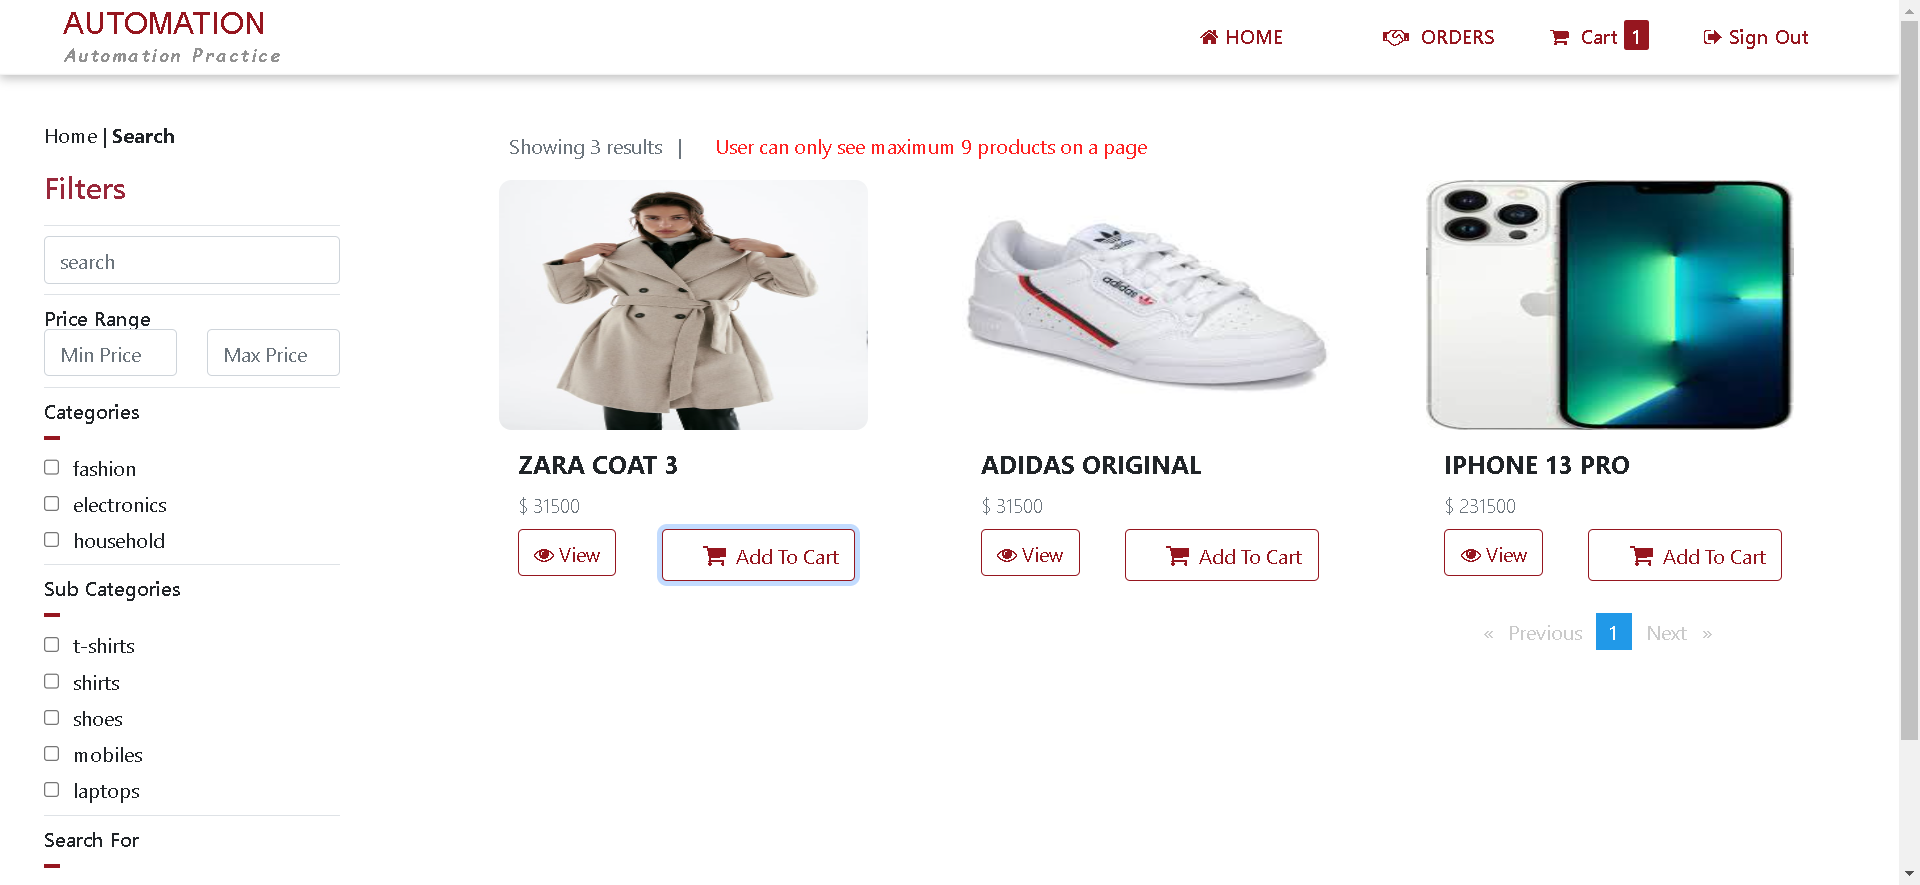 AUTOMATION
Automation Practice
HOME
ORDERS
Cart 1
Sign Out
Home | Search
Filters
search
Price Range
Min Price
Max Price
Categories
fashion
electronics
household
Sub Categories
t-shirts
shirts
shoes
mobiles
laptops
Search For
Showing 3 results |
User can only see maximum 9 products on a page
ZARA COAT 3
$ 31500
View
Add To Cart
adidas
adidas
ADIDAS ORIGINAL
$ 31500
View
Add To Cart
IPHONE 13 PRO
$ 231500
View
Add To Cart
« Previous 1 Next »